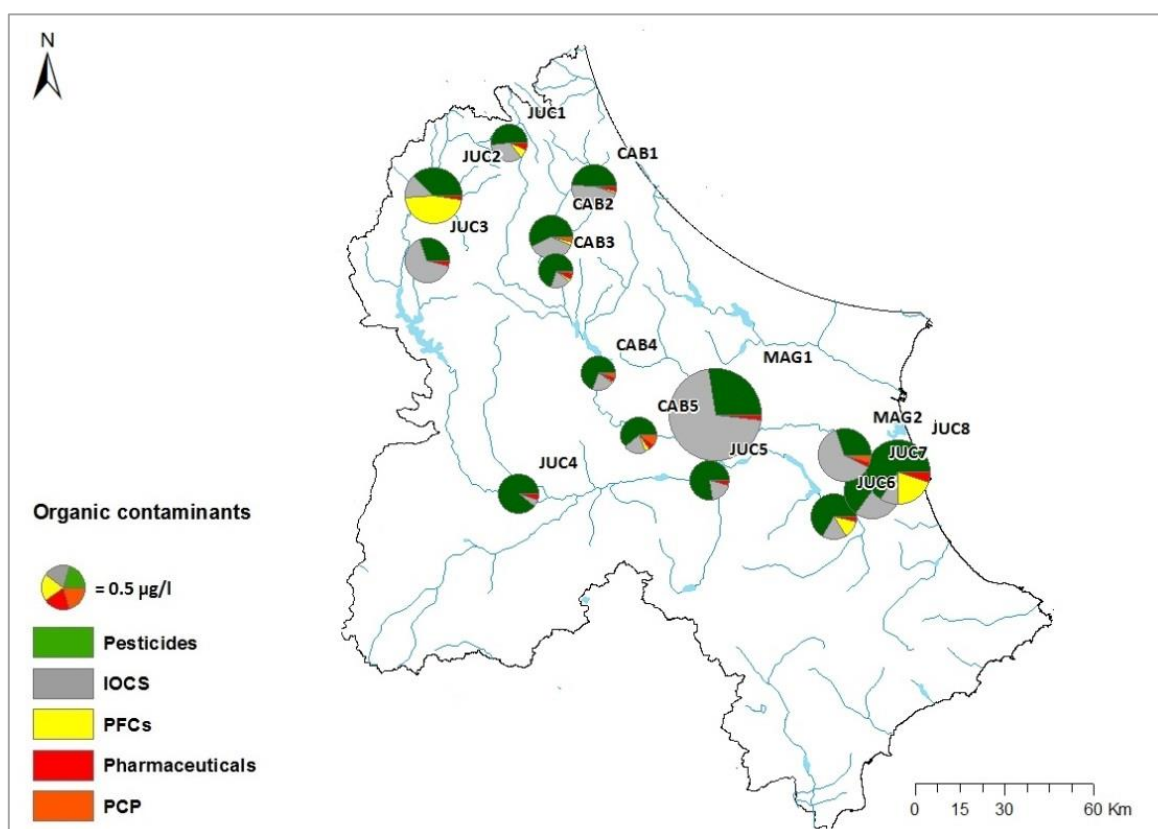 N
JUC1
JUC2
CAB1
CAB2
JUC3
CAB3
CAB4
MAG1
CAB5
MAG2
JUC8
JUC5
JUC7
JUC4
JUC6
Organic contaminants
= 0.5 µg/l
Pesticides
IOCS
PFCs
Pharmaceuticals
PCP
0 15 30 60 Km